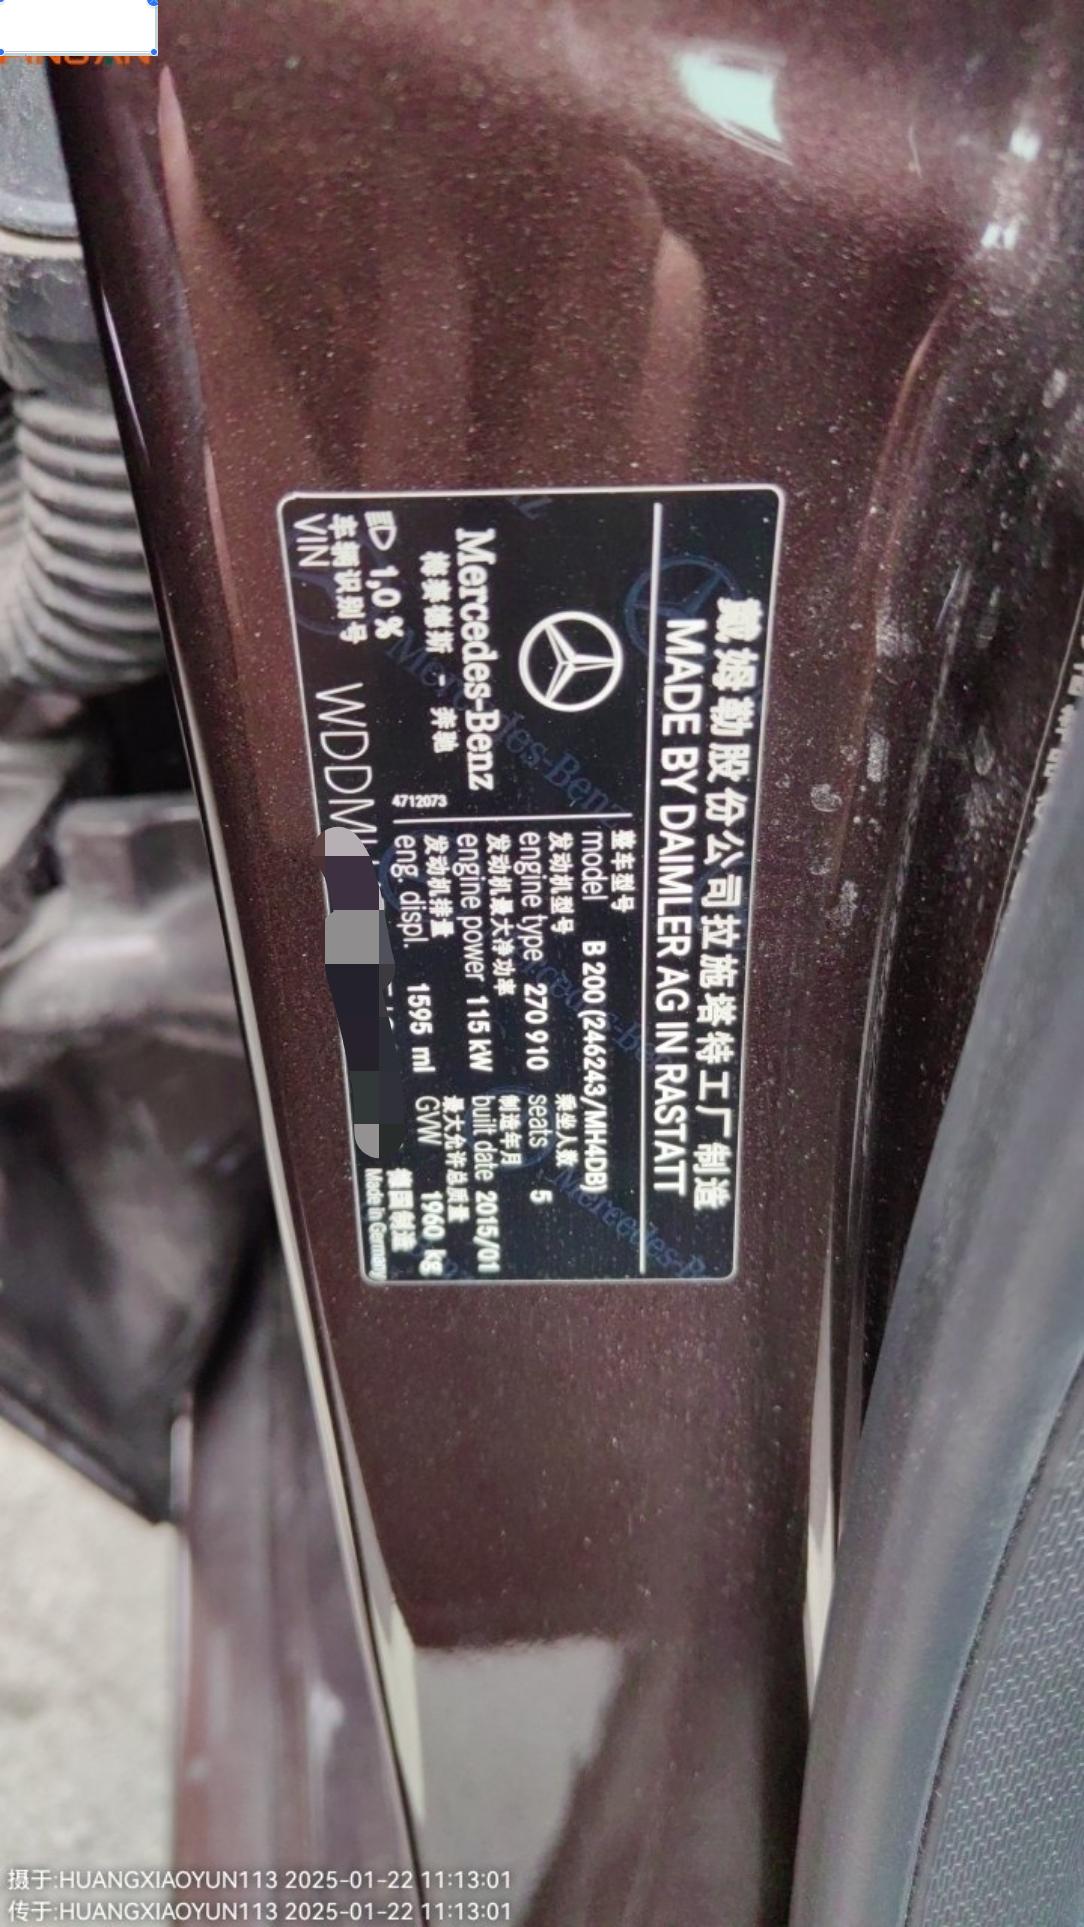 戴姆勒股份公司拉施塔特工厂制造
MADE BY DAIMLER AG IN RASTATT
Mercedes-Benz
梅赛德斯 - 奔驰
1,0 %
4712073
整车型号
model B 200 (246243/MH4DB)
发动机型号 乘坐人数
engine type 270 910 seats 5
发动机最大净功率 制造年月
engine power 115 kW built date 2015/01
发动机排量 最大允许总质量
eng. displ. 1595 ml GVW 1960 kg
车辆识别号
VIN WDDM
德国制造
Made in Germany
摄于:HUANGXIAOYUN113 2025-01-22 11:13:01
传于:HUANGXIAOYUN113 2025-01-22 11:13:01